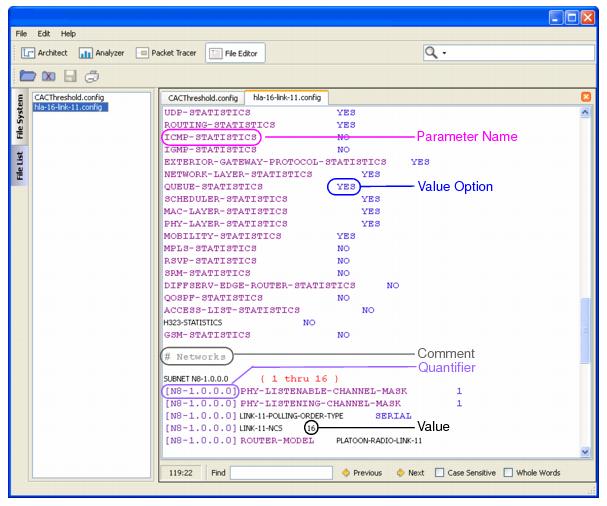 File Edit Help
Architect Analyzer Packet Tracer File Editor
File System
File List
CACThreshold.config
hla-16-link-11.config
CACThreshold.config hla-16-link-11.config
UDP-STATISTICS YES
ROUTING-STATISTICS YES
ICMP-STATISTICS NO Parameter Name
IGMP-STATISTICS NO
EXTERIOR-GATEWAY-PROTOCOL-STATISTICS YES
NETWORK-LAYER-STATISTICS YES
QUEUE-STATISTICS YES Value Option
SCHEDULER-STATISTICS YES
MAC-LAYER-STATISTICS YES
PHY-LAYER-STATISTICS YES
MOBILITY-STATISTICS YES
MPLS-STATISTICS NO
RSVP-STATISTICS NO
SRM-STATISTICS NO
DIFFSERV-EDGE-ROUTER-STATISTICS NO
QOSPF-STATISTICS NO
ACCESS-LIST-STATISTICS NO
H323-STATISTICS NO
GSM-STATISTICS NO
# Networks Comment
Quantifier
SUBNET N8-1.0.0.0 { 1 thru 16 }
[N8-1.0.0.0] PHY-LISTENABLE-CHANNEL-MASK 1
[N8-1.0.0.0] PHY-LISTENING-CHANNEL-MASK 1
[N8-1.0.0.0] LINK-11-POLLING-ORDER-TYPE SERIAL
[N8-1.0.0.0] LINK-11-NCS 16 Value
[N8-1.0.0.0] ROUTER-MODEL PLATOON-RADIO-LINK-11
119:22 Find Previous Next Case Sensitive Whole Words